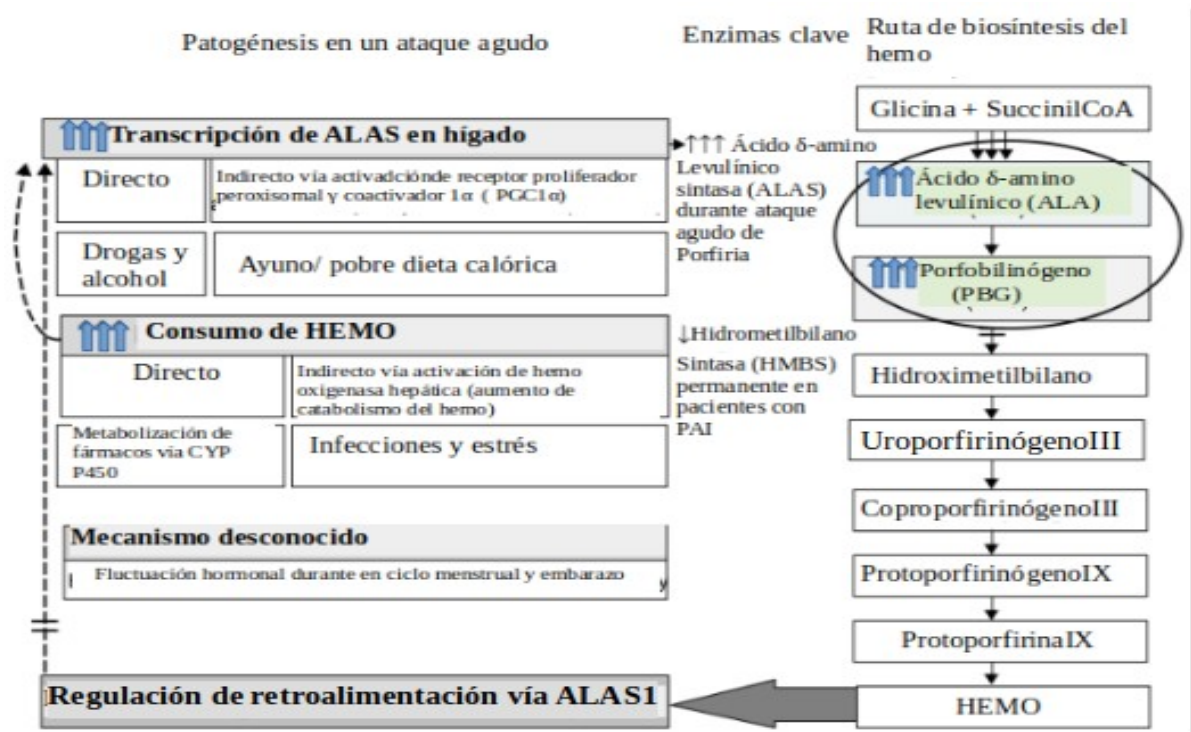 Patogénesis en un ataque agudo
Enzimas clave
Ruta de biosíntesis del
hemo
Transcripción de ALAS en hígado
Directo
Indirecto vía activadciónde receptor proliferador
peroxisomal y coactivador 1α ( PGC1α)
Drogas y
alcohol
Ayuno/ pobre dieta calórica
Consumo de HEMO
Directo
Indirecto vía activación de hemo
oxigenasa hepática (aumento de
catabolismo del hemo)
Metabolización de
fármacos vía CYP
P450
Infecciones y estrés
Mecanismo desconocido
Fluctuación hormonal durante en ciclo menstrual y embarazo
y
Regulación de retroalimentación vía ALAS1
↑↑↑ Ácido δ-amino
Levulínico
sintasa (ALAS)
durante ataque
agudo de
Porfiria
↓Hidrometilbilano
Sintasa (HMBS)
permanente en
pacientes con
PAI
Glicina + SuccinilCoA
Ácido δ-amino
levulínico (ALA)
Porfobilinógeno
(PBG)
Hidroximetilbilano
UroporfirinógenoIII
CoproporfirinógenoIII
ProtoporfirinógenoIX
ProtoporfirinaIX
HEMO